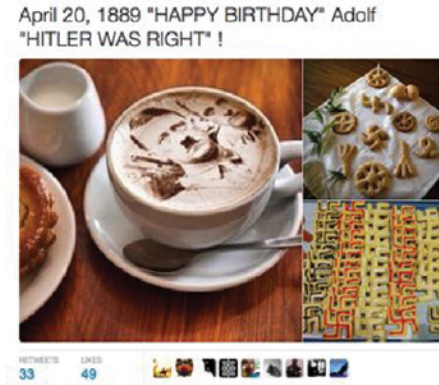 April 20, 1889 "HAPPY BIRTHDAY" Adolf
"HITLER WAS RIGHT" !
RETWEETS LIKES
33 49